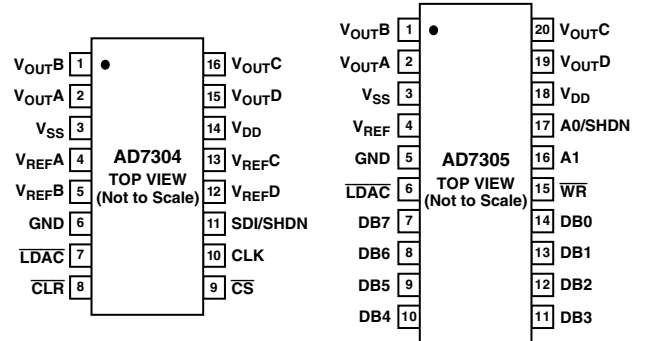 VOUTB 1 16 VOUTC
VOUTA 2 15 VOUTD
VSS 3 14 VDD
VREFA 4 13 VREFC
VREFB 5 12 VREFD
GND 6 11 SDI/SHDN
LDAC 7 10 CLK
CLR 8 9 CS
AD7304
TOP VIEW
(Not to Scale)
VOUTB 1 20 VOUTC
VOUTA 2 19 VOUTD
VSS 3 18 VDD
VREF 4 17 A0/SHDN
GND 5 16 A1
LDAC 6 15 WR
DB7 7 14 DB0
DB6 8 13 DB1
DB5 9 12 DB2
DB4 10 11 DB3
AD7305
TOP VIEW
(Not to Scale)